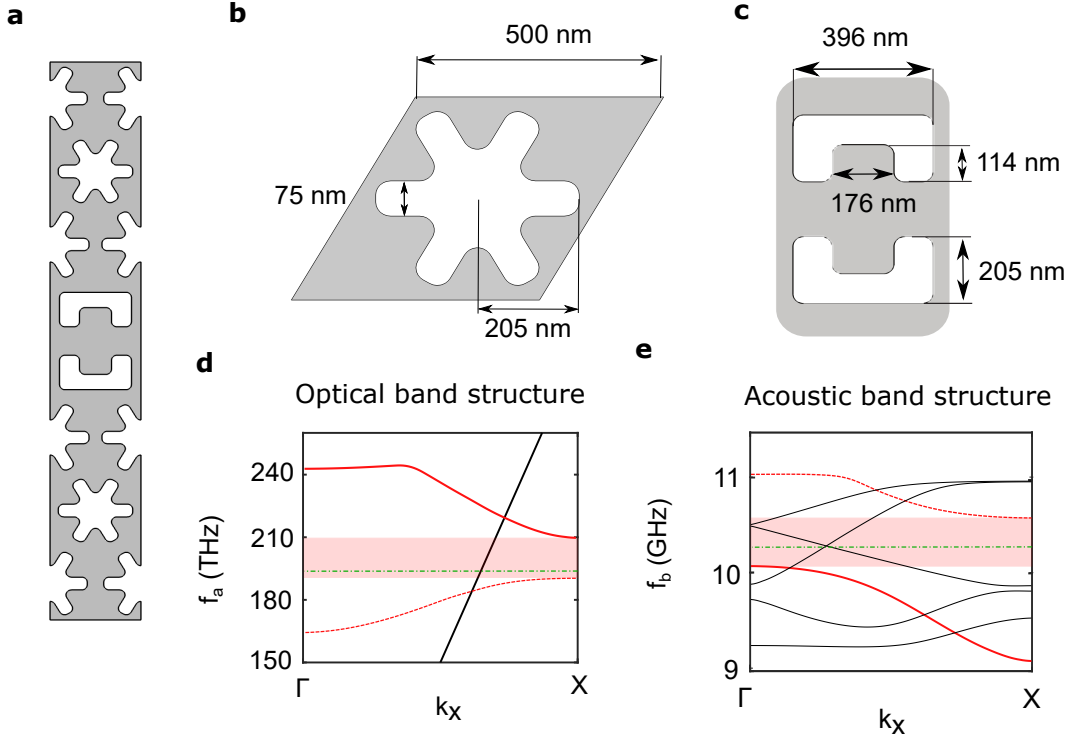 a
b
500 nm
75 nm
205 nm
c
396 nm
114 nm
176 nm
205 nm
d
Optical band structure
240
210
180
150
f_a (THz)
Γ
X
k_X
e
Acoustic band structure
11
10
9
f_b (GHz)
Γ
X
k_X